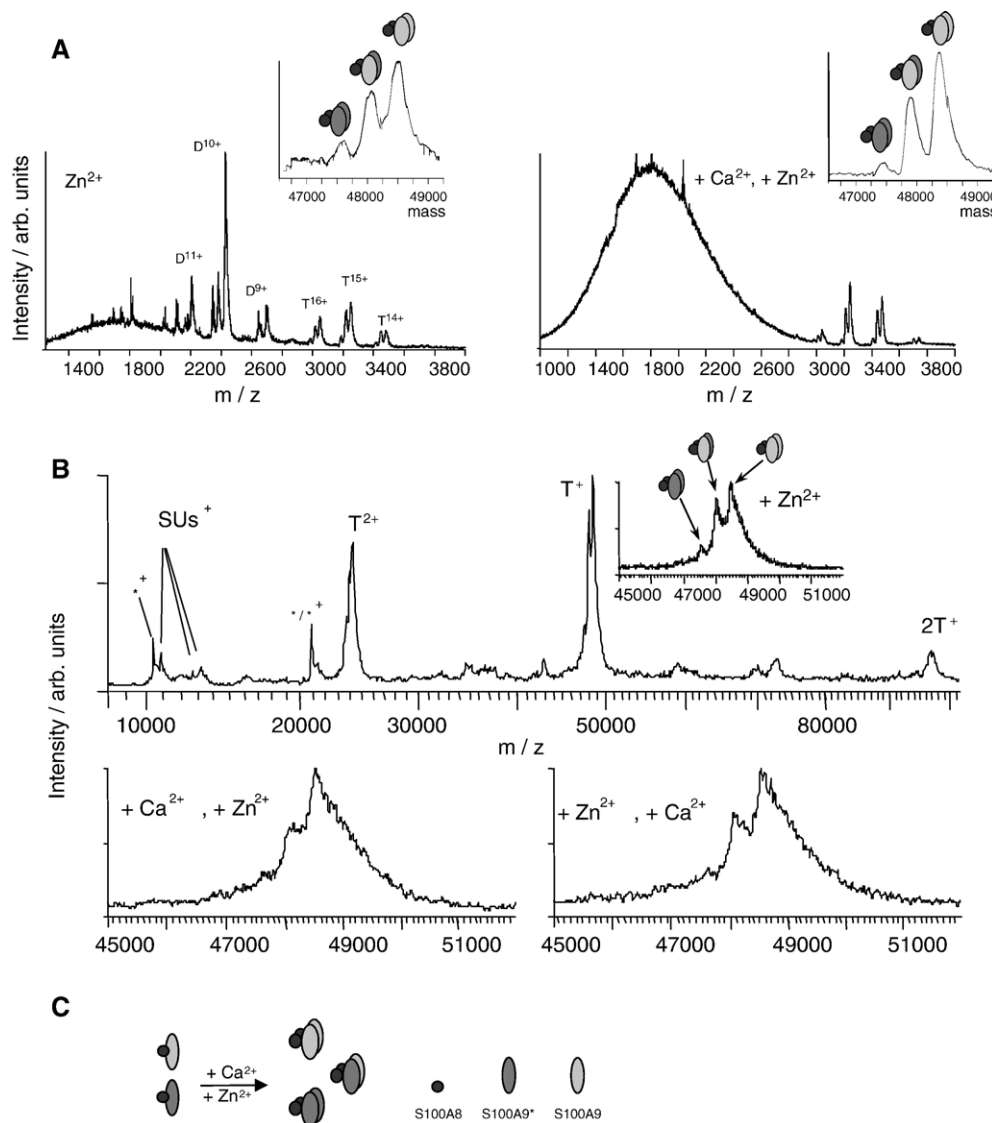 A
Intensity / arb. units
Zn²⁺
D¹¹⁺
D¹⁰⁺
D⁹⁺
T¹⁶⁺
T¹⁵⁺
T¹⁴⁺
1400 2200 2600 3000 3400 3800
m / z
47000 48000 49000
mass
+ Ca²⁺, + Zn²⁺
1000 1400 1800 2200 2600 3000 3400 3800
m / z
47000 48000 49000
mass
B
Intensity / arb. units
*⁺
SUs⁺
*/*⁺
T²⁺
T⁺
2T⁺
10000 20000 30000 50000 80000
m / z
+ Zn²⁺
45000 47000 49000 51000
+ Ca²⁺ , + Zn²⁺
45000 47000 49000 51000
+ Zn²⁺ , + Ca²⁺
45000 47000 49000 51000
C
+ Ca²⁺
+ Zn²⁺
S100A8 S100A9* S100A9